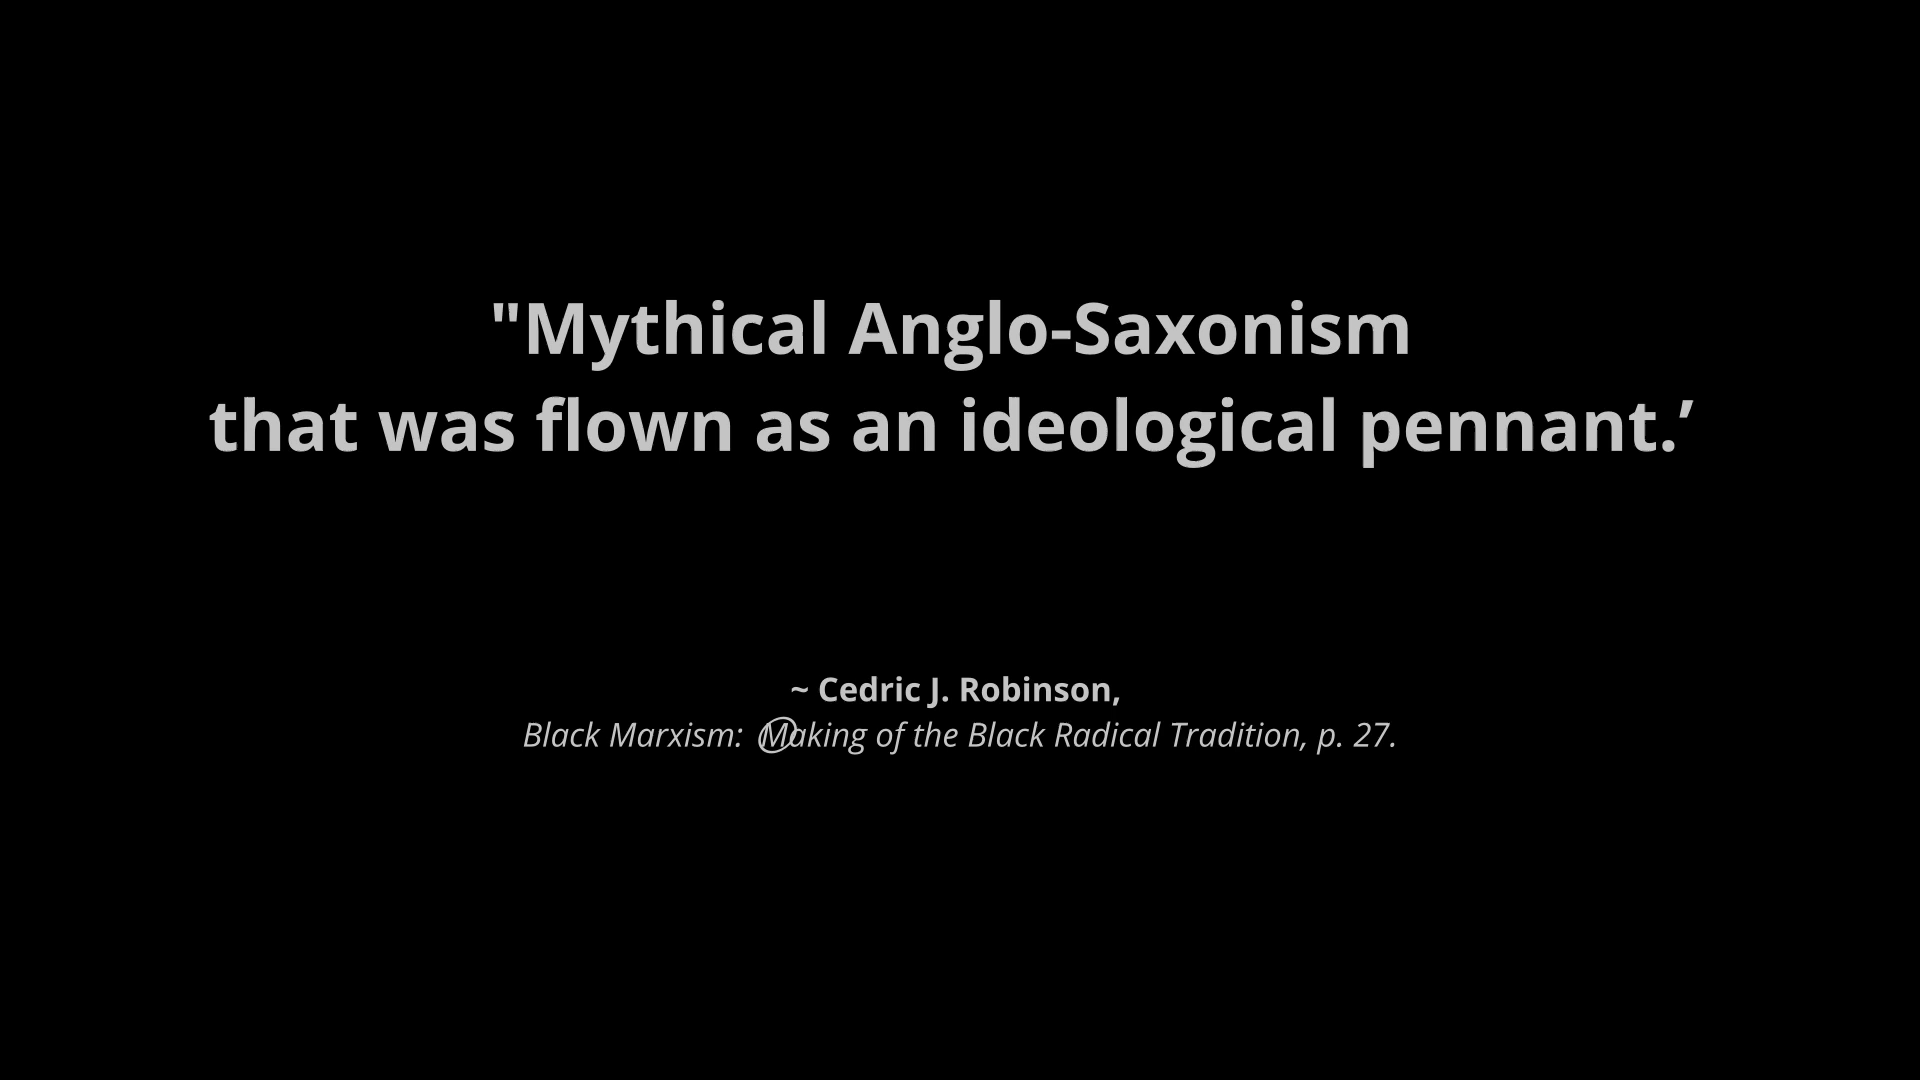 "Mythical Anglo-Saxonism
that was flown as an ideological pennant.’
~ Cedric J. Robinson,
Black Marxism: Making of the Black Radical Tradition, p. 27.